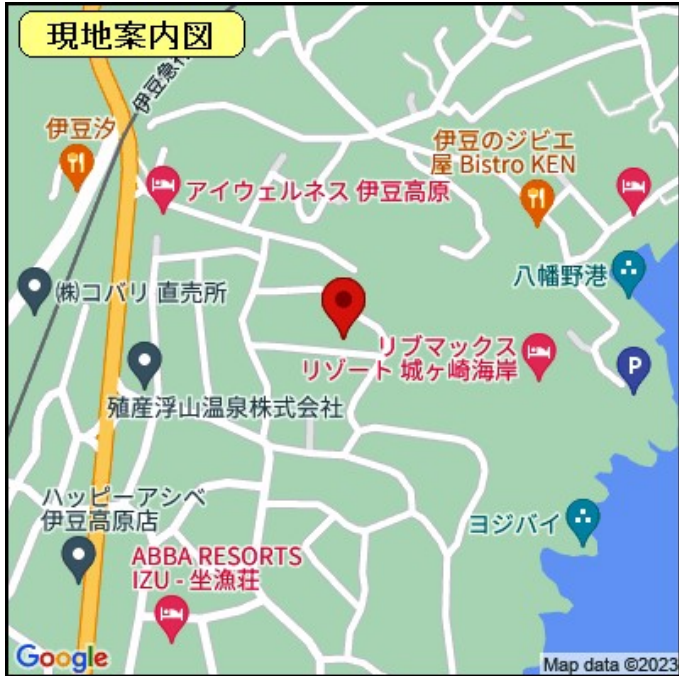 現地案内図
伊豆急行
伊豆汐
伊豆のジビエ
屋 Bistro KEN
アイウェルネス 伊豆高原
八幡野港
㈱コバリ 直売所
リブマックス
リゾート 城ヶ崎海岸
P
殖産浮山温泉株式会社
ハッピーアシベ
伊豆高原店
ヨジバイ
ABBA RESORTS
IZU - 坐漁荘
Google
Map data ©2023